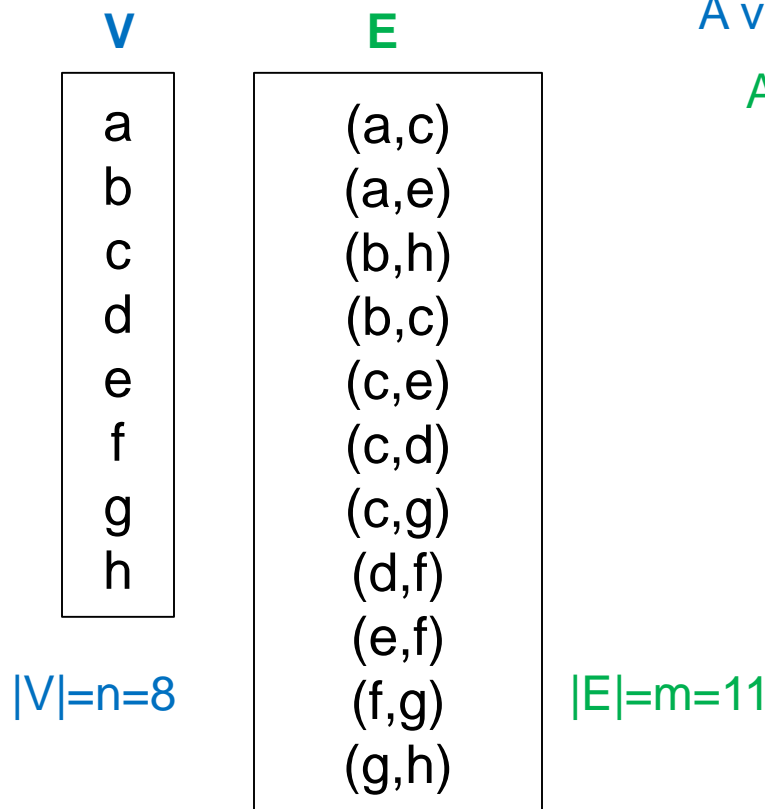 V E
A v
A
a (a,c)
b (a,e)
c (b,h)
d (b,c)
e (c,e)
f (c,d)
g (c,g)
h (d,f)
(e,f)
|V|=n=8 (f,g) |E|=m=11
(g,h)